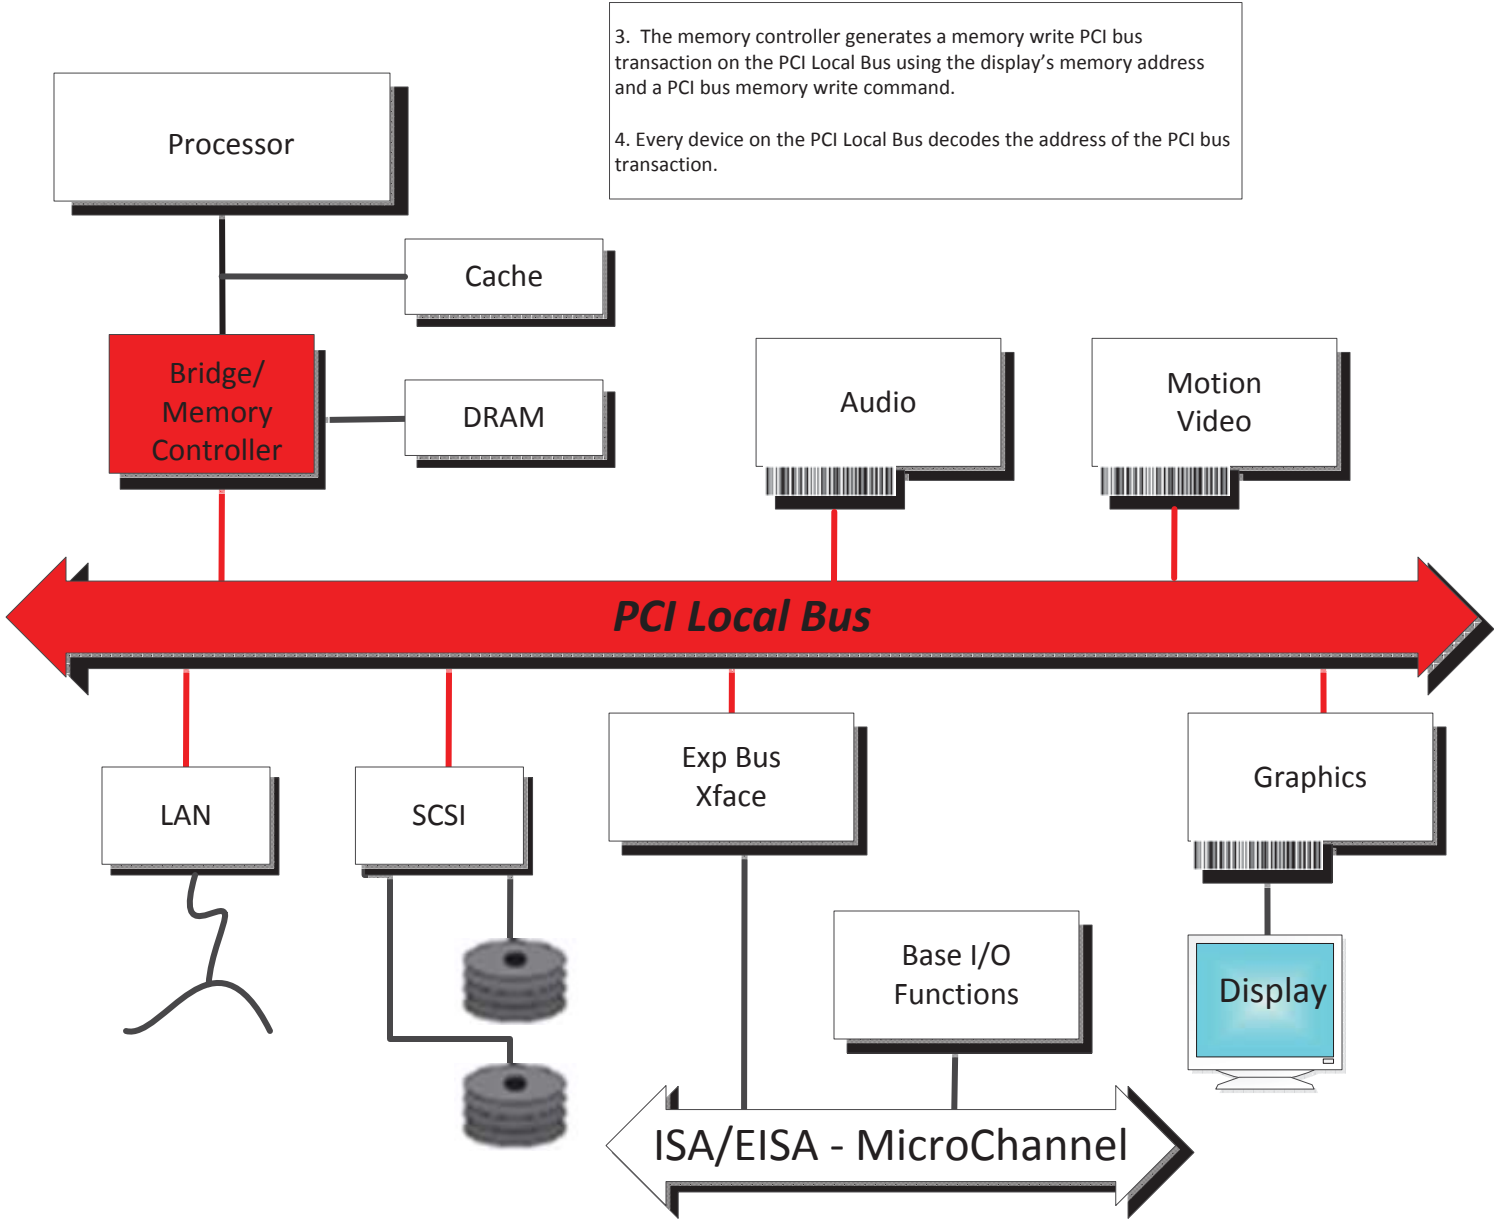 3. The memory controller generates a memory write PCI bus
transaction on the PCI Local Bus using the display’s memory address
and a PCI bus memory write command.
4. Every device on the PCI Local Bus decodes the address of the PCI bus
transaction.
Processor
Cache
Bridge/
Memory
Controller
DRAM
Audio
Motion
Video
PCI Local Bus
LAN
SCSI
Exp Bus
Xface
Graphics
Base I/O
Functions
Display
ISA/EISA - MicroChannel